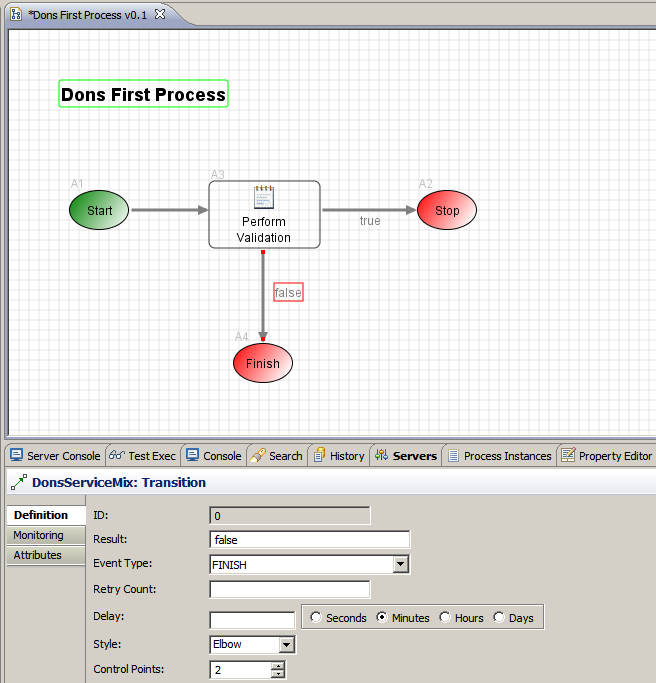 *Dons First Process v0.1
Dons First Process
A1
A3
A2
Start
Perform
Validation
true
Stop
false
A4
Finish
Server Console
Test Exec
Console
Search
History
Servers
Process Instances
Property Editor
DonsServiceMix: Transition
Definition
Monitoring
Attributes
ID:
0
Result:
false
Event Type:
FINISH
Retry Count:
Delay:
Seconds
Minutes
Hours
Days
Style:
Elbow
Control Points:
2